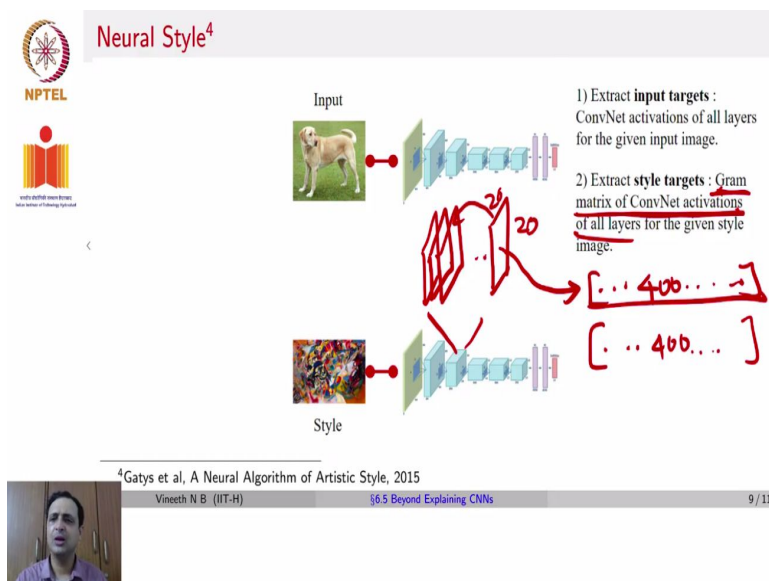 Neural Style4
NPTEL
Input
1) Extract input targets :
ConvNet activations of all layers
for the given input image.
2) Extract style targets : Gram
matrix of ConvNet activations
of all layers for the given style
image.
20
20
[... 400.... ]
[. ... 400.... ]
Style
4Gatys et al, A Neural Algorithm of Artistic Style, 2015
Vineeth N B (IIT-H)
§6.5 Beyond Explaining CNNs
9 / 11